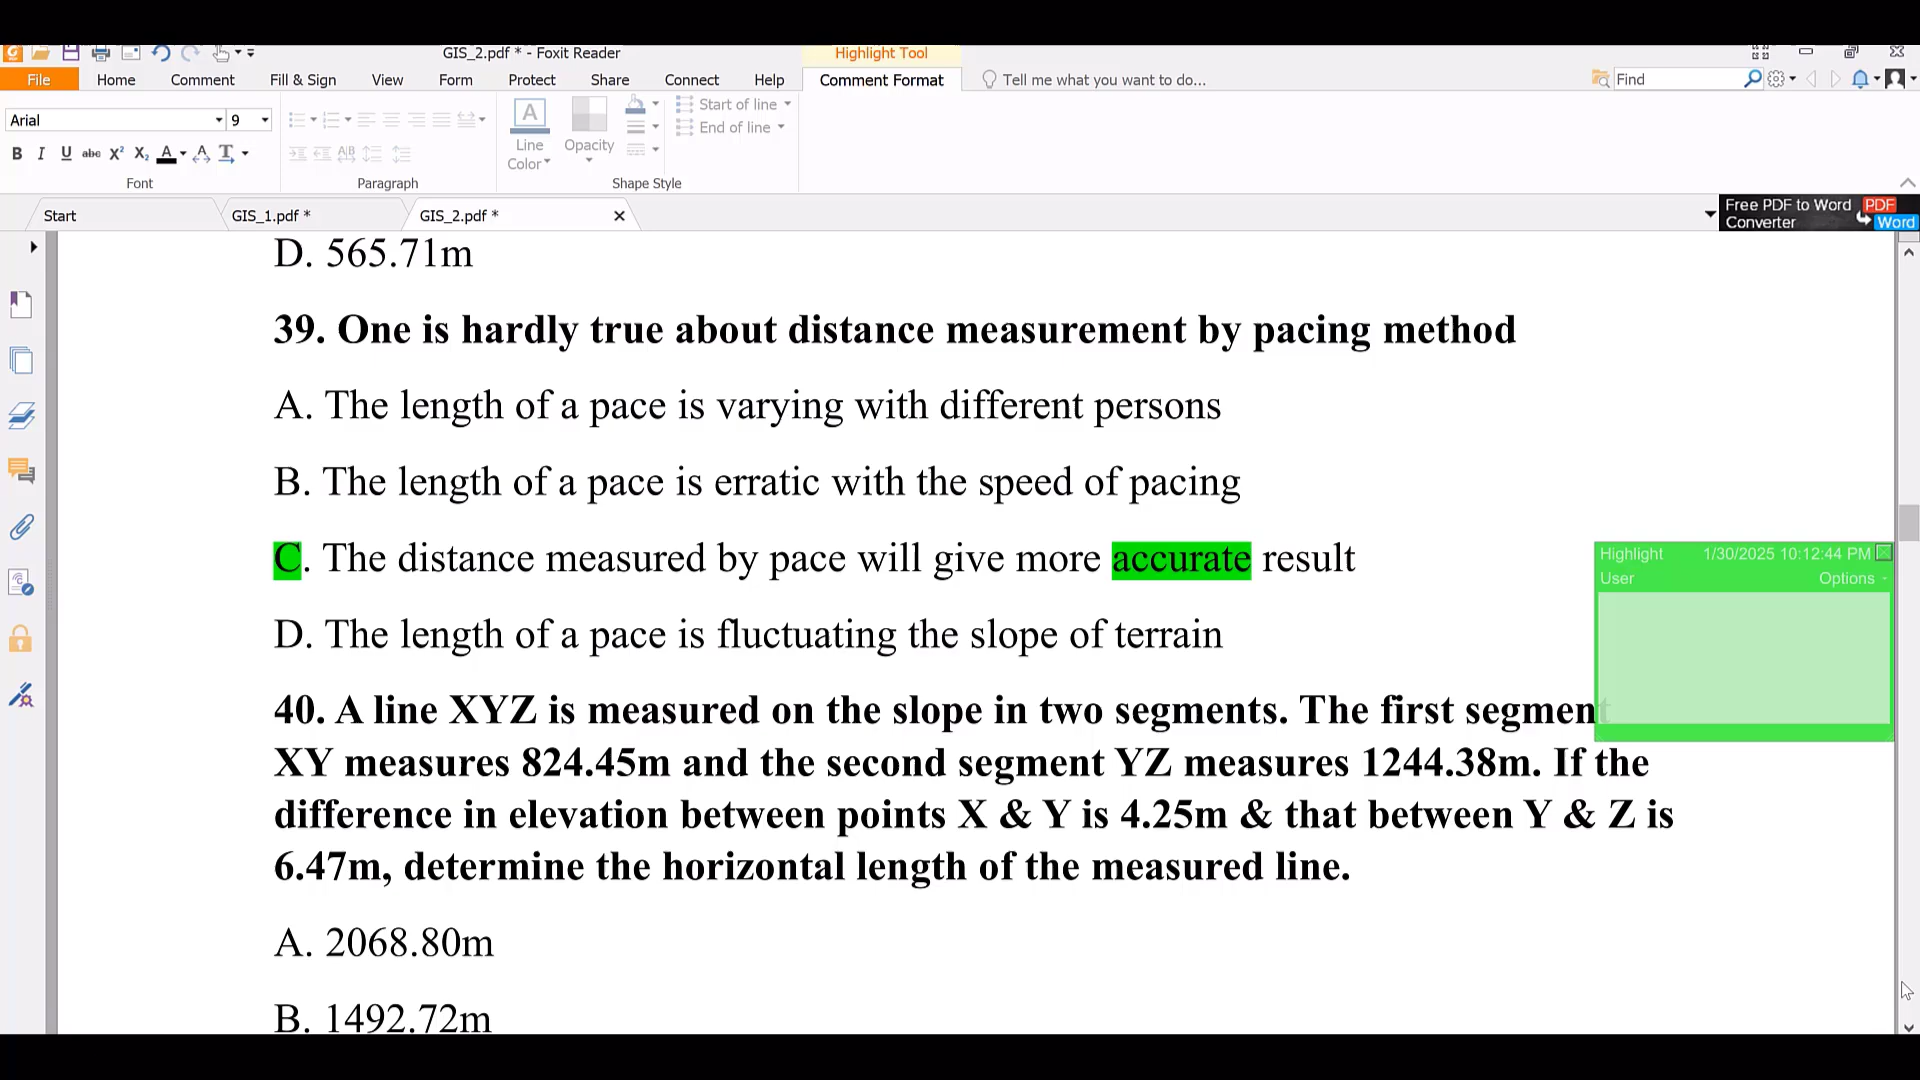 GIS_2.pdf * - Foxit Reader
Highlight Tool
File
Home
Comment
Fill & Sign
View
Form
Protect
Share
Connect
Help
Comment Format
Tell me what you want to do...
Find
Arial
9
Line
Color
Opacity
Start of line
End of line
Font
Paragraph
Shape Style
Start
GIS_1.pdf *
GIS_2.pdf *
Free PDF to Word
Converter
PDF
Word
D. 565.71m
39. One is hardly true about distance measurement by pacing method
A. The length of a pace is varying with different persons
B. The length of a pace is erratic with the speed of pacing
C. The distance measured by pace will give more accurate result
D. The length of a pace is fluctuating the slope of terrain
Highlight 1/30/2025 10:12:44 PM
User Options
40. A line XYZ is measured on the slope in two segments. The first segment
XY measures 824.45m and the second segment YZ measures 1244.38m. If the
difference in elevation between points X & Y is 4.25m & that between Y & Z is
6.47m, determine the horizontal length of the measured line.
A. 2068.80m
B. 1492.72m